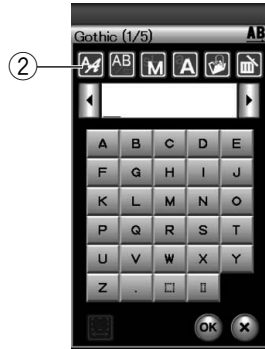 Gothic (1/5) AB
2 A AB M A
A B C D E
F G H I J
K L M N O
P Q R S T
U V W X Y
Z .
OK X